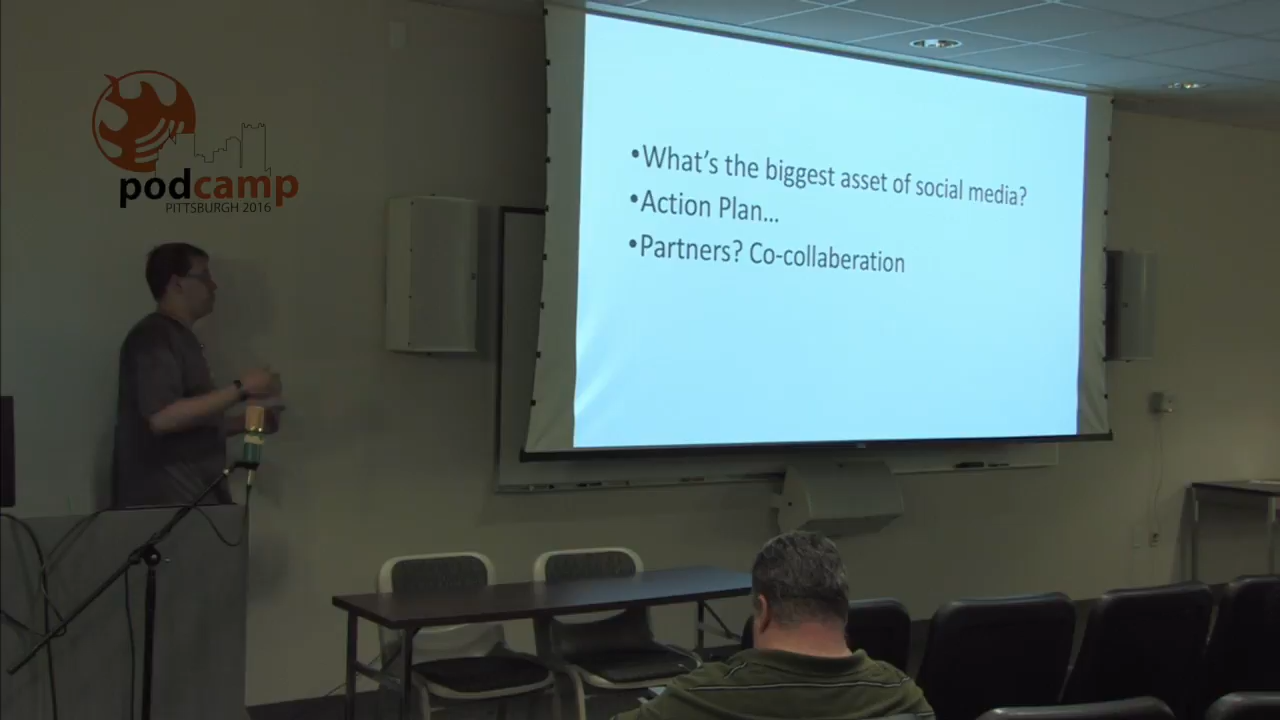 podcamp
PITTSBURGH 2016
•What's the biggest asset of social media?
•Action Plan...
•Partners? Co-collaberation